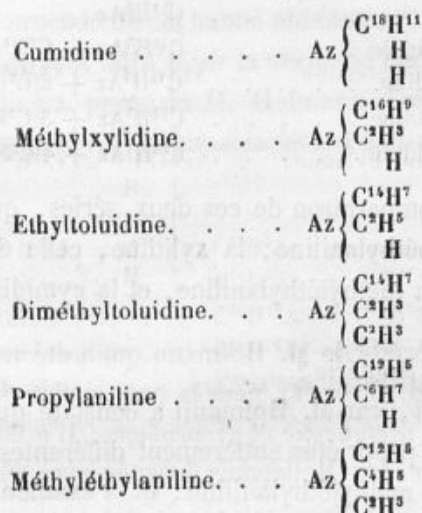 C¹⁸H¹¹
Cumidine . . . . . Az { H
H
C¹⁶H⁹
Méthylxylidine. . . Az { C²H³
H
C¹⁴H⁷
Ethyltoluidine. . . . Az { C²H⁵
H
C¹⁴H⁷
Diméthyltoluidine. . . Az { C²H³
C²H³
C¹²H⁵
Propylaniline . . . . Az { C⁶H⁷
H
C¹²H⁵
Méthyléthylaniline. . . Az { C⁴H⁵
C²H³